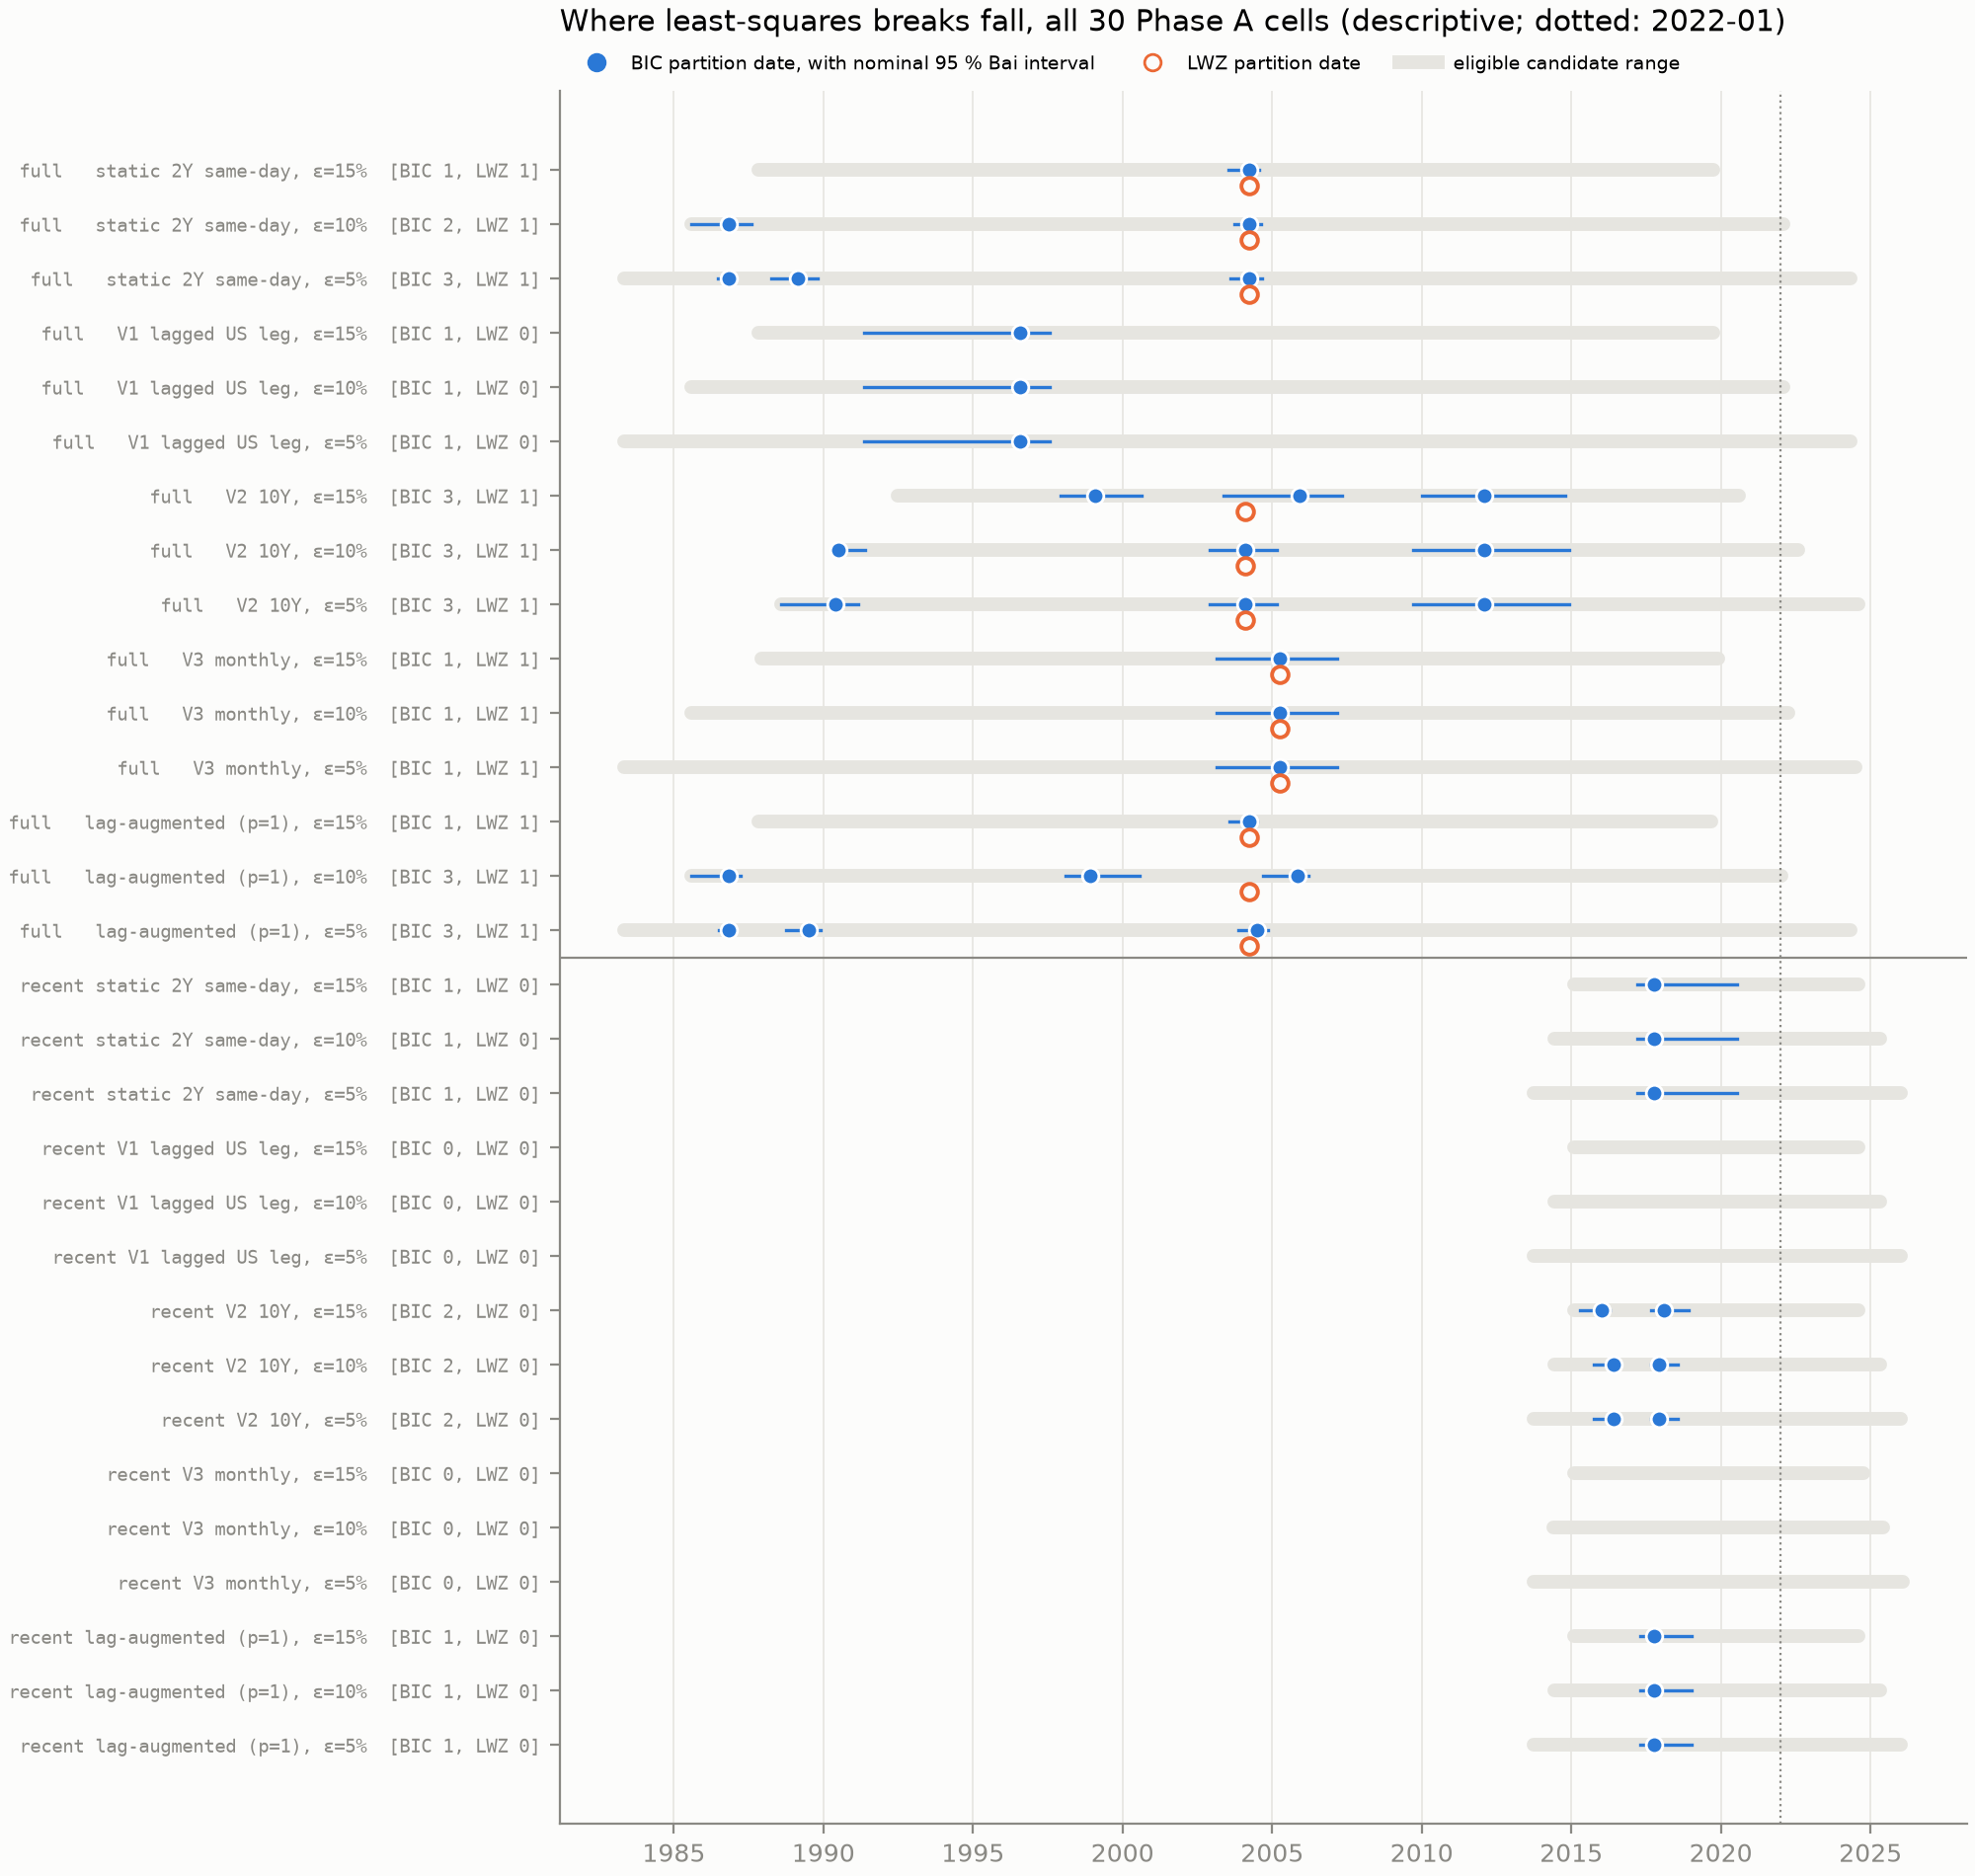 Where least-squares breaks fall, all 30 Phase A cells (descriptive; dotted: 2022-01)
BIC partition date, with nominal 95 % Bai interval
LWZ partition date
eligible candidate range
full   static 2Y same-day, ε=15%  [BIC 1, LWZ 1]
full   static 2Y same-day, ε=10%  [BIC 2, LWZ 1]
full   static 2Y same-day, ε=5%  [BIC 3, LWZ 1]
full   V1 lagged US leg, ε=15%  [BIC 1, LWZ 0]
full   V1 lagged US leg, ε=10%  [BIC 1, LWZ 0]
full   V1 lagged US leg, ε=5%  [BIC 1, LWZ 0]
full   V2 10Y, ε=15%  [BIC 3, LWZ 1]
full   V2 10Y, ε=10%  [BIC 3, LWZ 1]
full   V2 10Y, ε=5%  [BIC 3, LWZ 1]
full   V3 monthly, ε=15%  [BIC 1, LWZ 1]
full   V3 monthly, ε=10%  [BIC 1, LWZ 1]
full   V3 monthly, ε=5%  [BIC 1, LWZ 1]
full   lag-augmented (p=1), ε=15%  [BIC 1, LWZ 1]
full   lag-augmented (p=1), ε=10%  [BIC 3, LWZ 1]
full   lag-augmented (p=1), ε=5%  [BIC 3, LWZ 1]
recent static 2Y same-day, ε=15%  [BIC 1, LWZ 0]
recent static 2Y same-day, ε=10%  [BIC 1, LWZ 0]
recent static 2Y same-day, ε=5%  [BIC 1, LWZ 0]
recent V1 lagged US leg, ε=15%  [BIC 0, LWZ 0]
recent V1 lagged US leg, ε=10%  [BIC 0, LWZ 0]
recent V1 lagged US leg, ε=5%  [BIC 0, LWZ 0]
recent V2 10Y, ε=15%  [BIC 2, LWZ 0]
recent V2 10Y, ε=10%  [BIC 2, LWZ 0]
recent V2 10Y, ε=5%  [BIC 2, LWZ 0]
recent V3 monthly, ε=15%  [BIC 0, LWZ 0]
recent V3 monthly, ε=10%  [BIC 0, LWZ 0]
recent V3 monthly, ε=5%  [BIC 0, LWZ 0]
recent lag-augmented (p=1), ε=15%  [BIC 1, LWZ 0]
recent lag-augmented (p=1), ε=10%  [BIC 1, LWZ 0]
recent lag-augmented (p=1), ε=5%  [BIC 1, LWZ 0]
1985 1990 1995 2000 2005 2010 2015 2020 2025